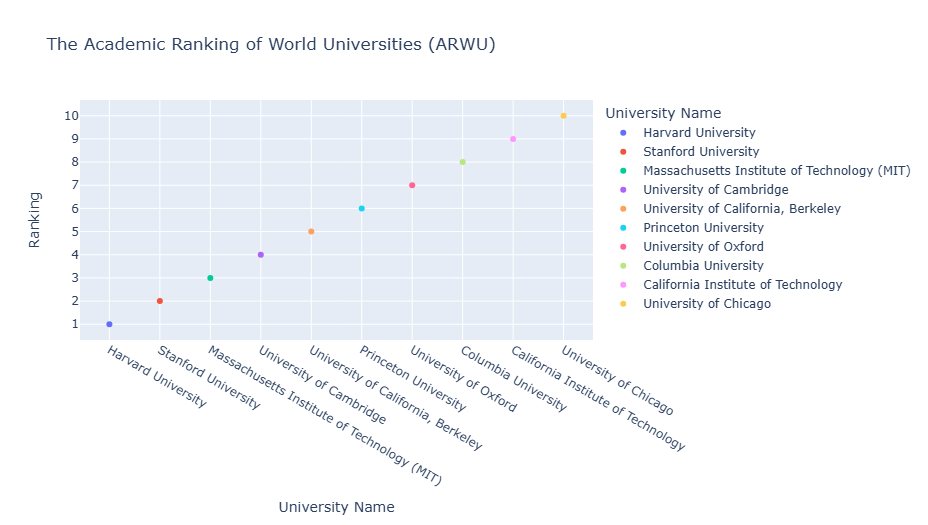 The Academic Ranking of World Universities (ARWU)
Ranking
10
9
8
7
6
5
4
3
2
1
Harvard University
Stanford University
Massachusetts Institute of Technology (MIT)
University of Cambridge
University of California, Berkeley
Princeton University
University of Oxford
Columbia University
California Institute of Technology
University of Chicago
University Name
University Name
Harvard University
Stanford University
Massachusetts Institute of Technology (MIT)
University of Cambridge
University of California, Berkeley
Princeton University
University of Oxford
Columbia University
California Institute of Technology
University of Chicago